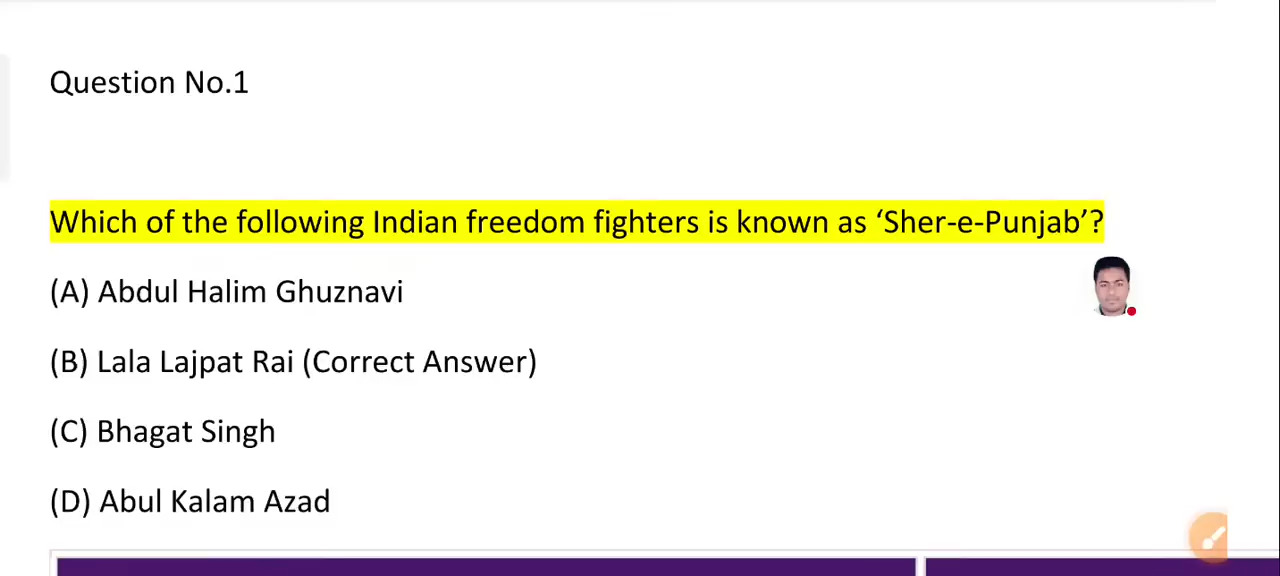 Question No.1
Which of the following Indian freedom fighters is known as ‘Sher-e-Punjab’?
(A) Abdul Halim Ghuznavi
(B) Lala Lajpat Rai (Correct Answer)
(C) Bhagat Singh
(D) Abul Kalam Azad